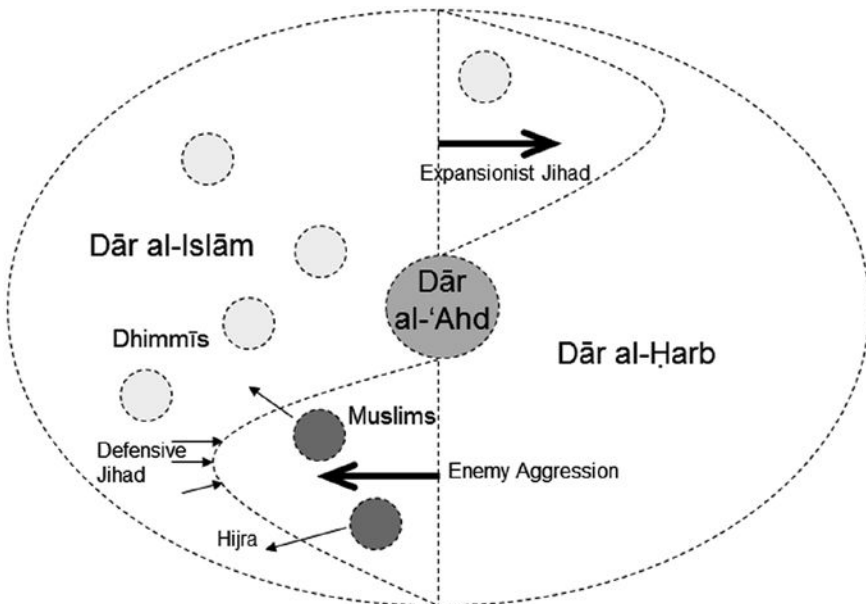 Expansionist Jihad
Dār al-Islām
Dār
al-‘Ahd
Dhimmīs
Dār al-Ḥarb
Muslims
Defensive
Jihad
Enemy Aggression
Hijra